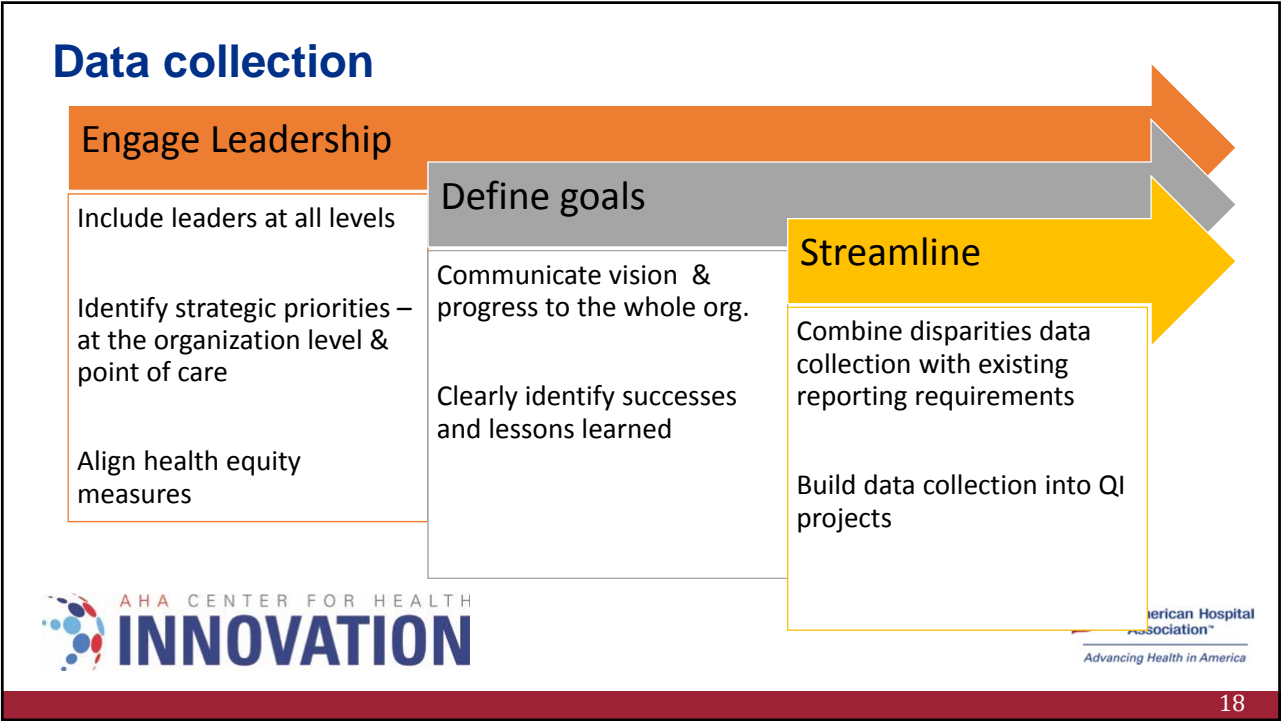 Data collection
Engage Leadership
Include leaders at all levels
Identify strategic priorities –
at the organization level &
point of care
Align health equity
measures
Define goals
Communicate vision  &
progress to the whole org.
Clearly identify successes
and lessons learned
Streamline
Combine disparities data
collection with existing
reporting requirements
Build data collection into QI
projects
AHA CENTER FOR HEALTH
INNOVATION
Hospital
Advancing Health in America
18